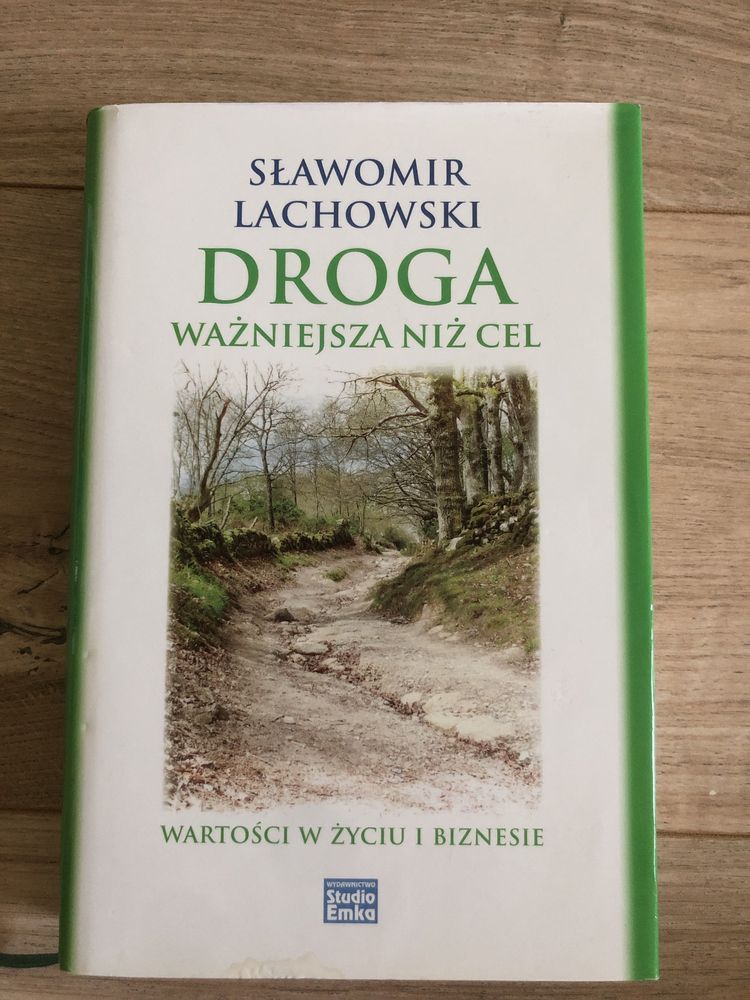 SŁAWOMIR
LACHOWSKI
DROGA
WAŻNIEJSZA NIŻ CEL
WARTOŚCI W ŻYCIU I BIZNESIE
WYDAWNICTWO
Studio
Emka